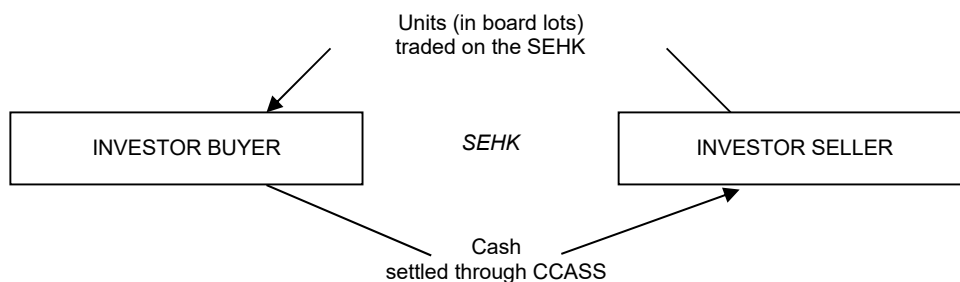 Units (in board lots)
traded on the SEHK
INVESTOR BUYER
SEHK
INVESTOR SELLER
Cash
settled through CCASS